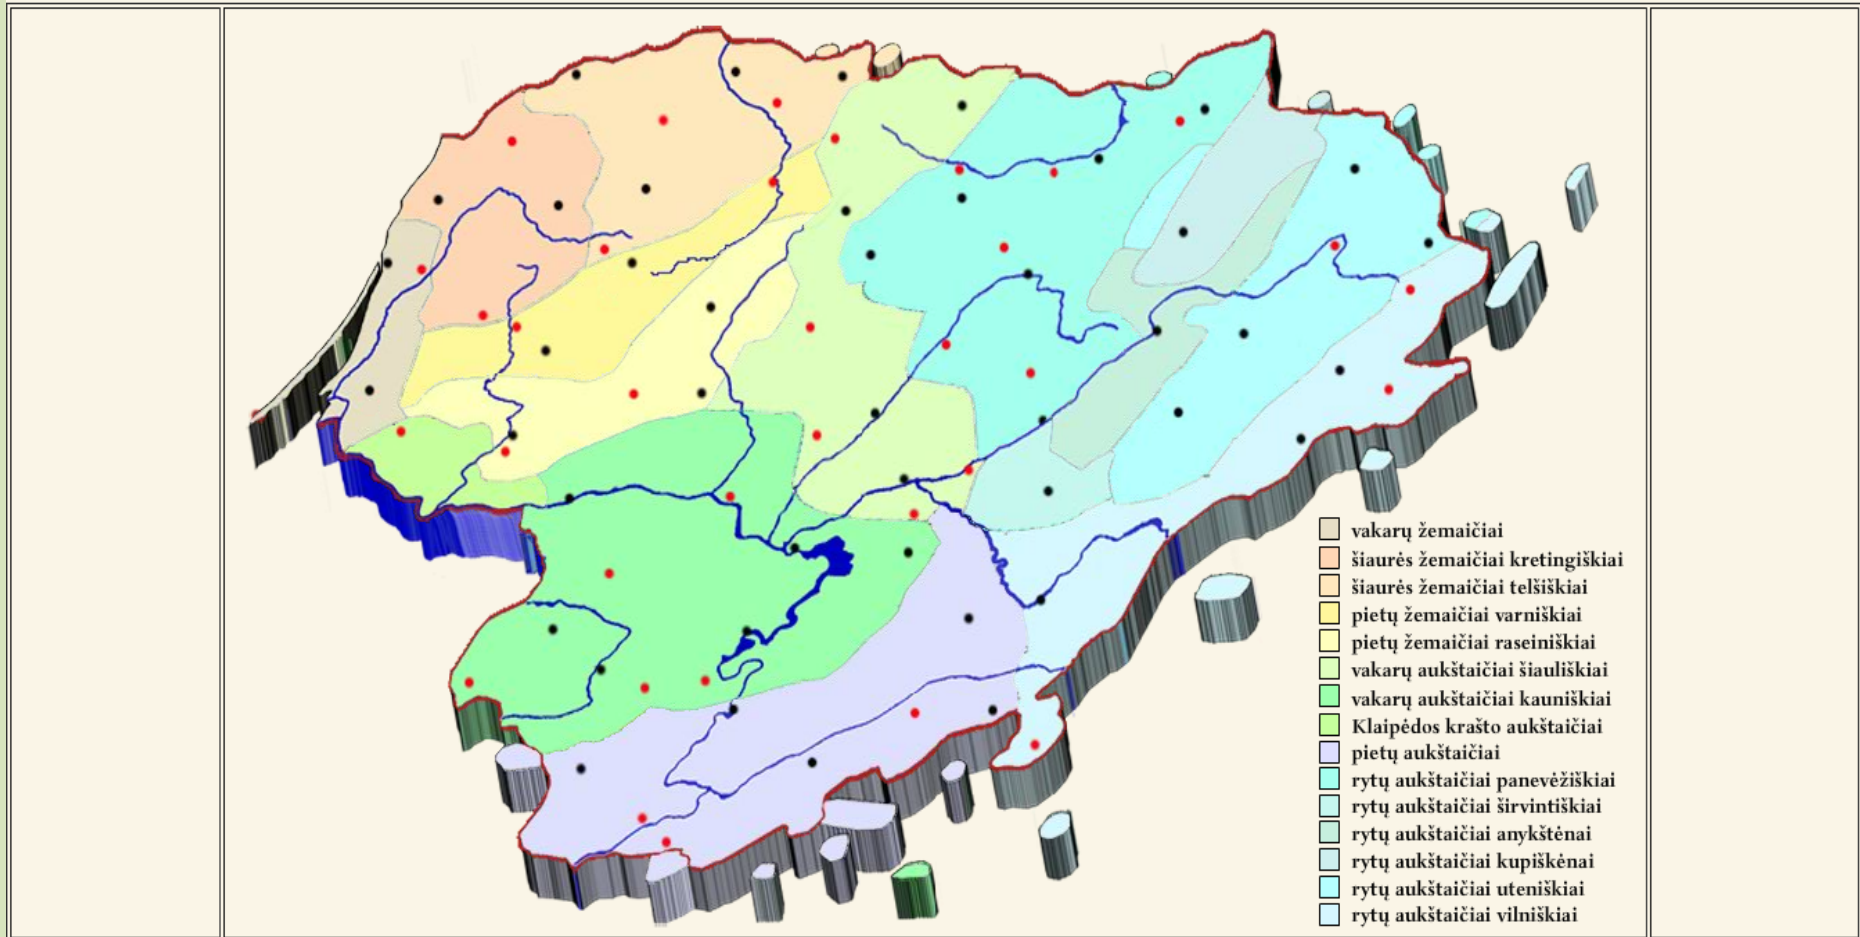 vakarų žemaičiai
šiaurės žemaičiai kretingiškiai
šiaurės žemaičiai telšiškiai
pietų žemaičiai varniškiai
pietų žemaičiai raseiniškiai
vakarų aukštaičiai šiauliškiai
vakarų aukštaičiai kauniškiai
Klaipėdos krašto aukštaičiai
pietų aukštaičiai
rytų aukštaičiai panevėžiškiai
rytų aukštaičiai širvintiškiai
rytų aukštaičiai anykštėnai
rytų aukštaičiai kupiškėnai
rytų aukštaičiai uteniškiai
rytų aukštaičiai vilniškiai